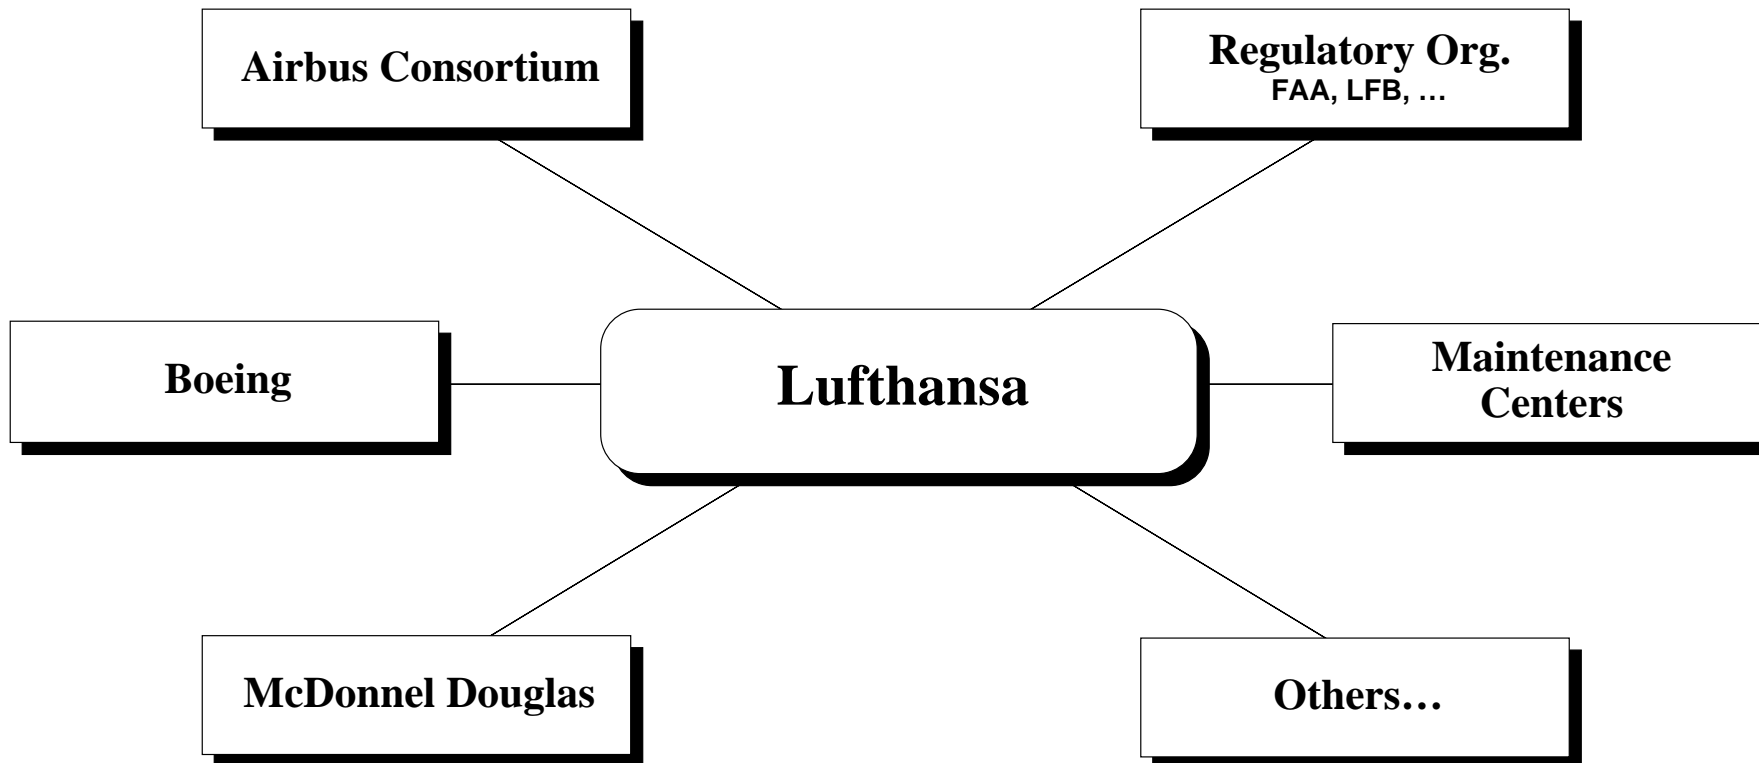 Airbus Consortium
Regulatory Org.
FAA, LFB, …
Boeing
Lufthansa
Maintenance
Centers
McDonnel Douglas
Others…